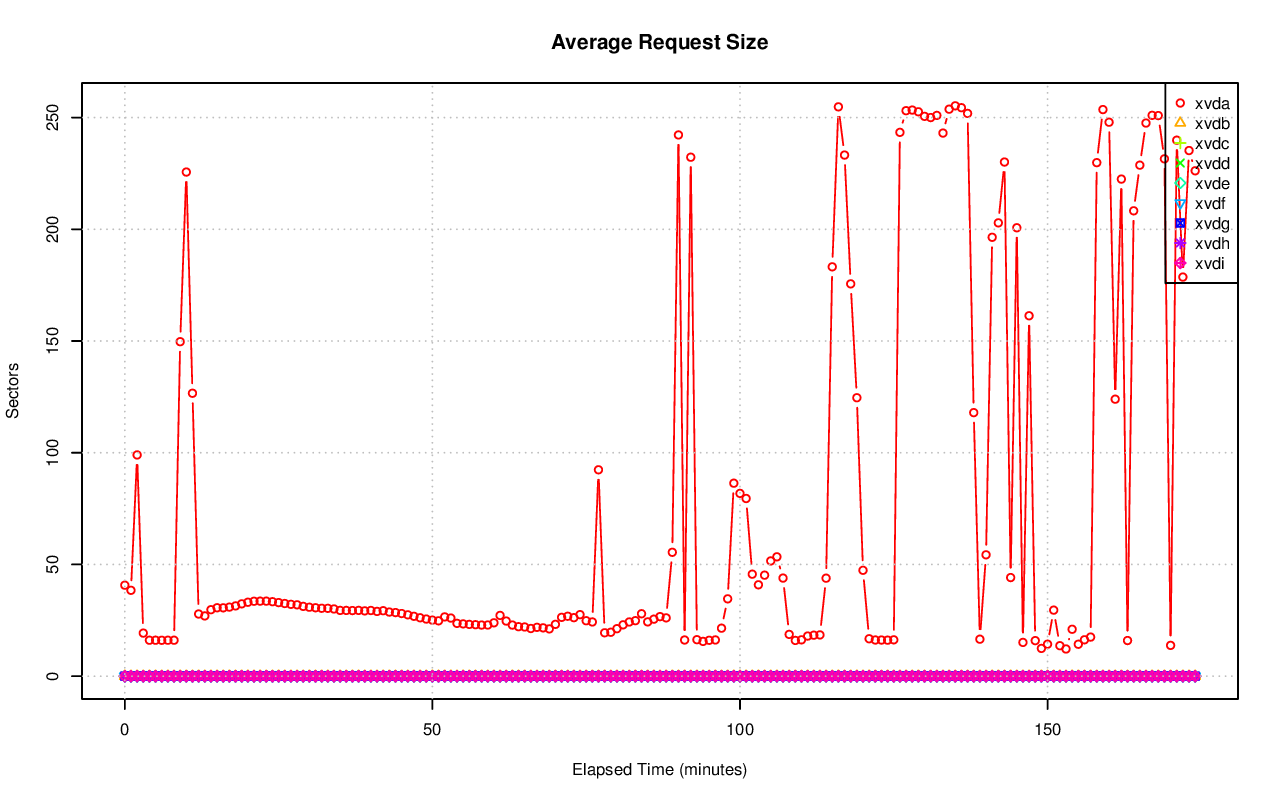 Average Request Size
Sectors
250
200
150
100
50
0
xvda
xvdb
xvdc
xvdd
xvde
xvdf
xvdg
xvdh
xvdi
0 50 100 150
Elapsed Time (minutes)